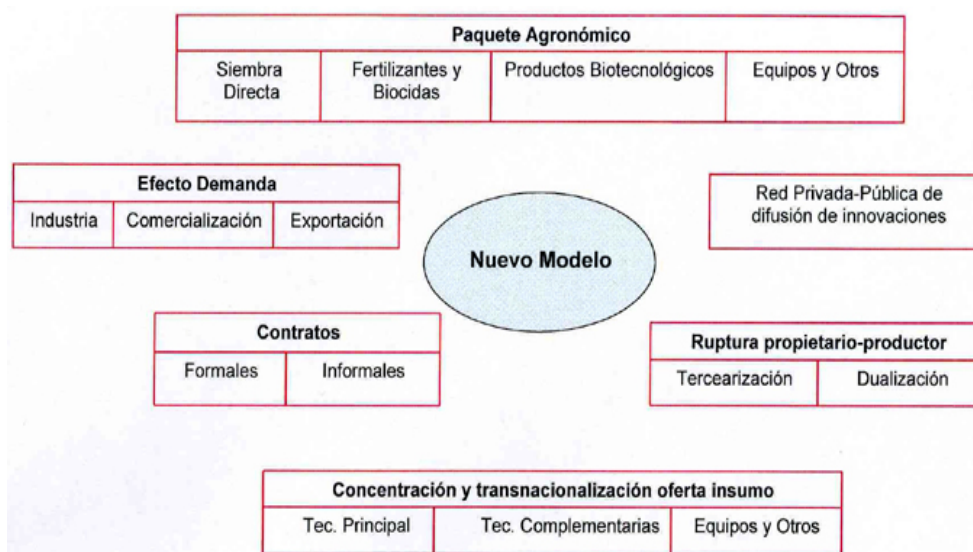 Paquete Agronómico
Siembra
Directa
Fertilizantes y
Biocidas
Productos Biotecnológicos
Equipos y Otros
Efecto Demanda
Industria
Comercialización
Exportación
Red Privada-Pública de
difusión de innovaciones
Nuevo Modelo
Contratos
Formales
Informales
Ruptura propietario-productor
Tercearización
Dualización
Concentración y transnacionalización oferta insumo
Tec. Principal
Tec. Complementarias
Equipos y Otros